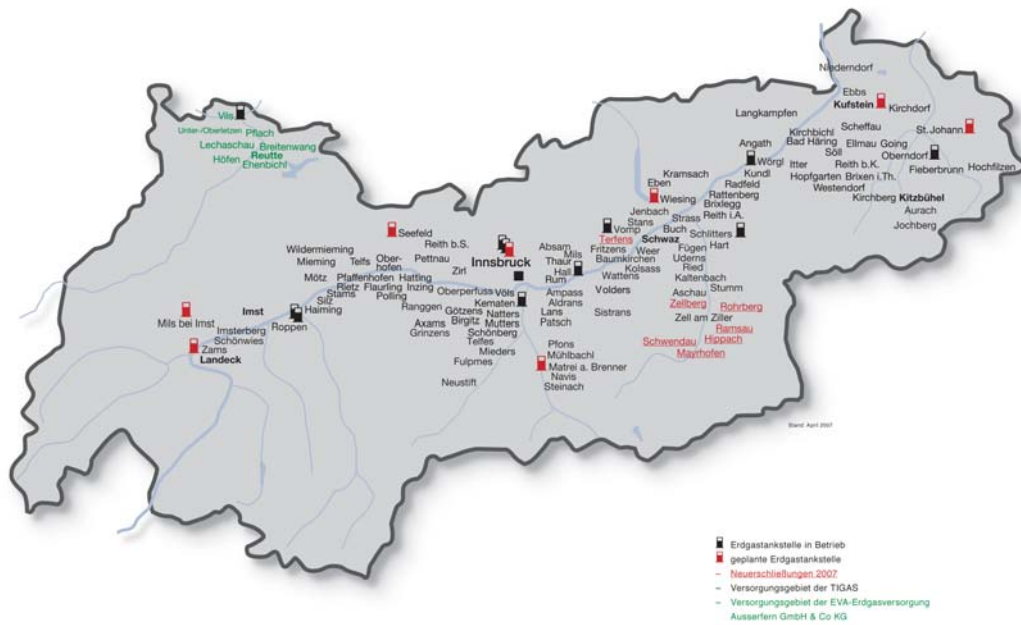 Niederndorf
Ebbs
Kufstein
Kirchdorf
Langkampfen
Vils
Unter-/Oberletzen
Pflach
Lechaschau
Breitenwang
Reutte
Höfen
Ehenbichl
Kirchbichl
Scheffau
St. Johann
Bad Häring
Ellmau
Going
Angath
Söll
Oberndorf
Wörgl
Itter
Reith b.K.
Fieberbrunn
Hochfilzen
Kramsach
Kundl
Hopfgarten
Brixen i.Th.
Eben
Radfeld
Westendorf
Wiesing
Rattenberg
Kirchberg
Kitzbühel
Brixlegg
Aurach
Jenbach
Strass
Reith i.A.
Jochberg
Stans
Buch
Vomp
Schlitters
Terfens
Schwaz
Hart
Seefeld
Reith b.S.
Absam
Fritzens
Weer
Fügen
Wildermieming
Mils
Baumkirchen
Uderns
Mieming
Telfs
Ober-
hofen
Pettnau
Innsbruck
Thaur
Kolsass
Ried
Zirl
Hall
Wattens
Kaltenbach
Mötz
Pfaffenhofen
Hatting
Rum
Stumm
Rietz
Flaurling
Inzing
Oberperfuss
Völs
Ampass
Volders
Aschau
Stams
Polling
Kematen
Aldrans
Zellberg
Rohrberg
Silz
Ranggen
Götzens
Natters
Lans
Sistrans
Zell am Ziller
Imst
Haiming
Axams
Birgitz
Mutters
Patsch
Ramsau
Mils bei Imst
Roppen
Grinzens
Schönberg
Hippach
Imsterberg
Telfes
Pfons
Schwendau
Schönwies
Mieders
Mühlbachl
Mayrhofen
Zams
Fulpmes
Matrei a. Brenner
Landeck
Navis
Neustift
Steinach
Stand: April 2007
Erdgastankstelle in Betrieb
geplante Erdgastankstelle
Neuerschließungen 2007
Versorgungsgebiet der TIGAS
Versorgungsgebiet der EVA-Erdgasversorgung
Ausserfern GmbH & Co KG